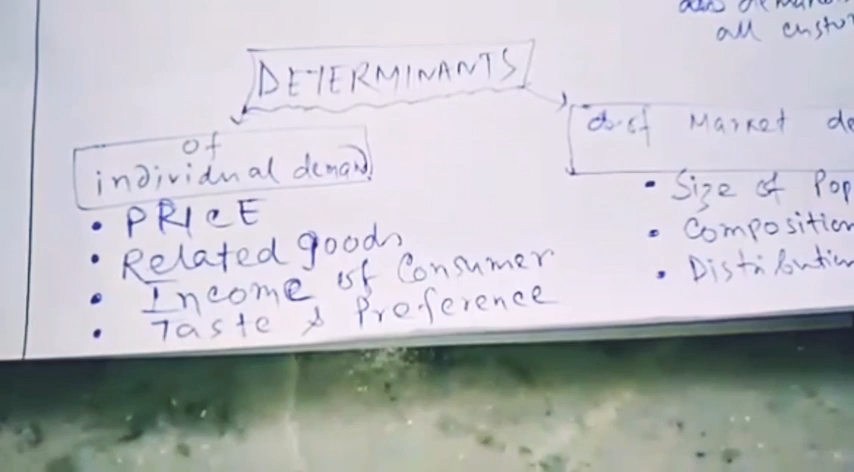 all custo
DETERMINANTS
of
individual demand
• PRICE
• Related goods
• Income of Consumer
• Taste & Preference
of Market de
• Size of Pop
• Composition
• Distribution